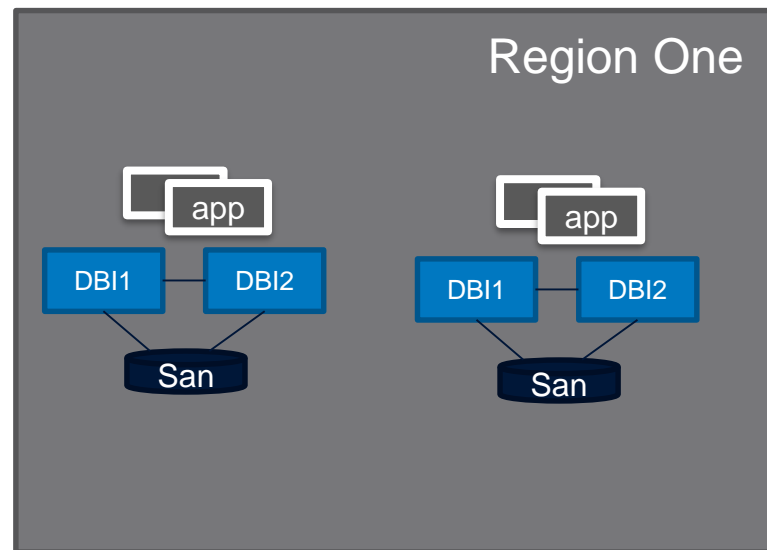 Region One
app
DBI1
DBI2
San
app
DBI1
DBI2
San